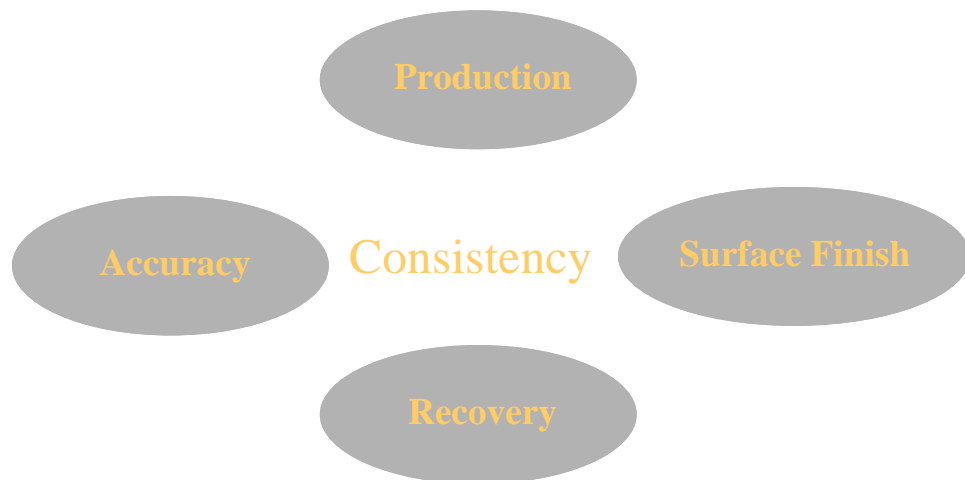 Production
Accuracy
Consistency
Surface Finish
Recovery